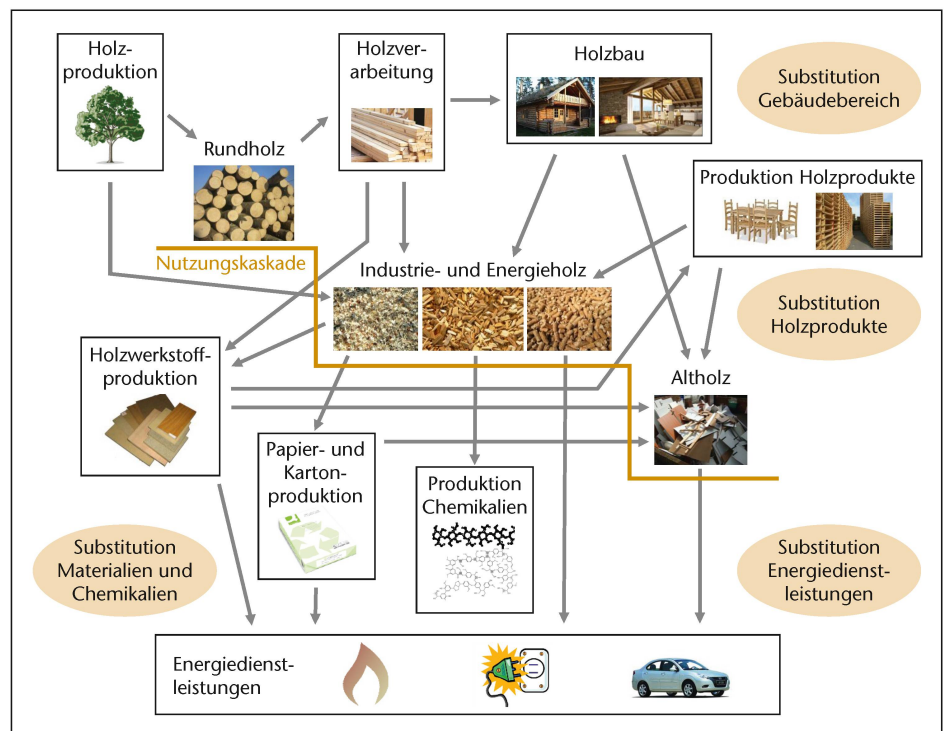 Holz-
produktion
Holzver-
arbeitung
Holzbau
Substitution
Gebäudebereich
Rundholz
Produktion Holzprodukte
Nutzungskaskade
Industrie- und Energieholz
Substitution
Holzprodukte
Holzwerkstoff-
produktion
Altholz
Papier- und
Karton-
produktion
Produktion
Chemikalien
Substitution
Materialien und
Chemikalien
Substitution
Energiedienst-
leistungen
Energiedienst-
leistungen